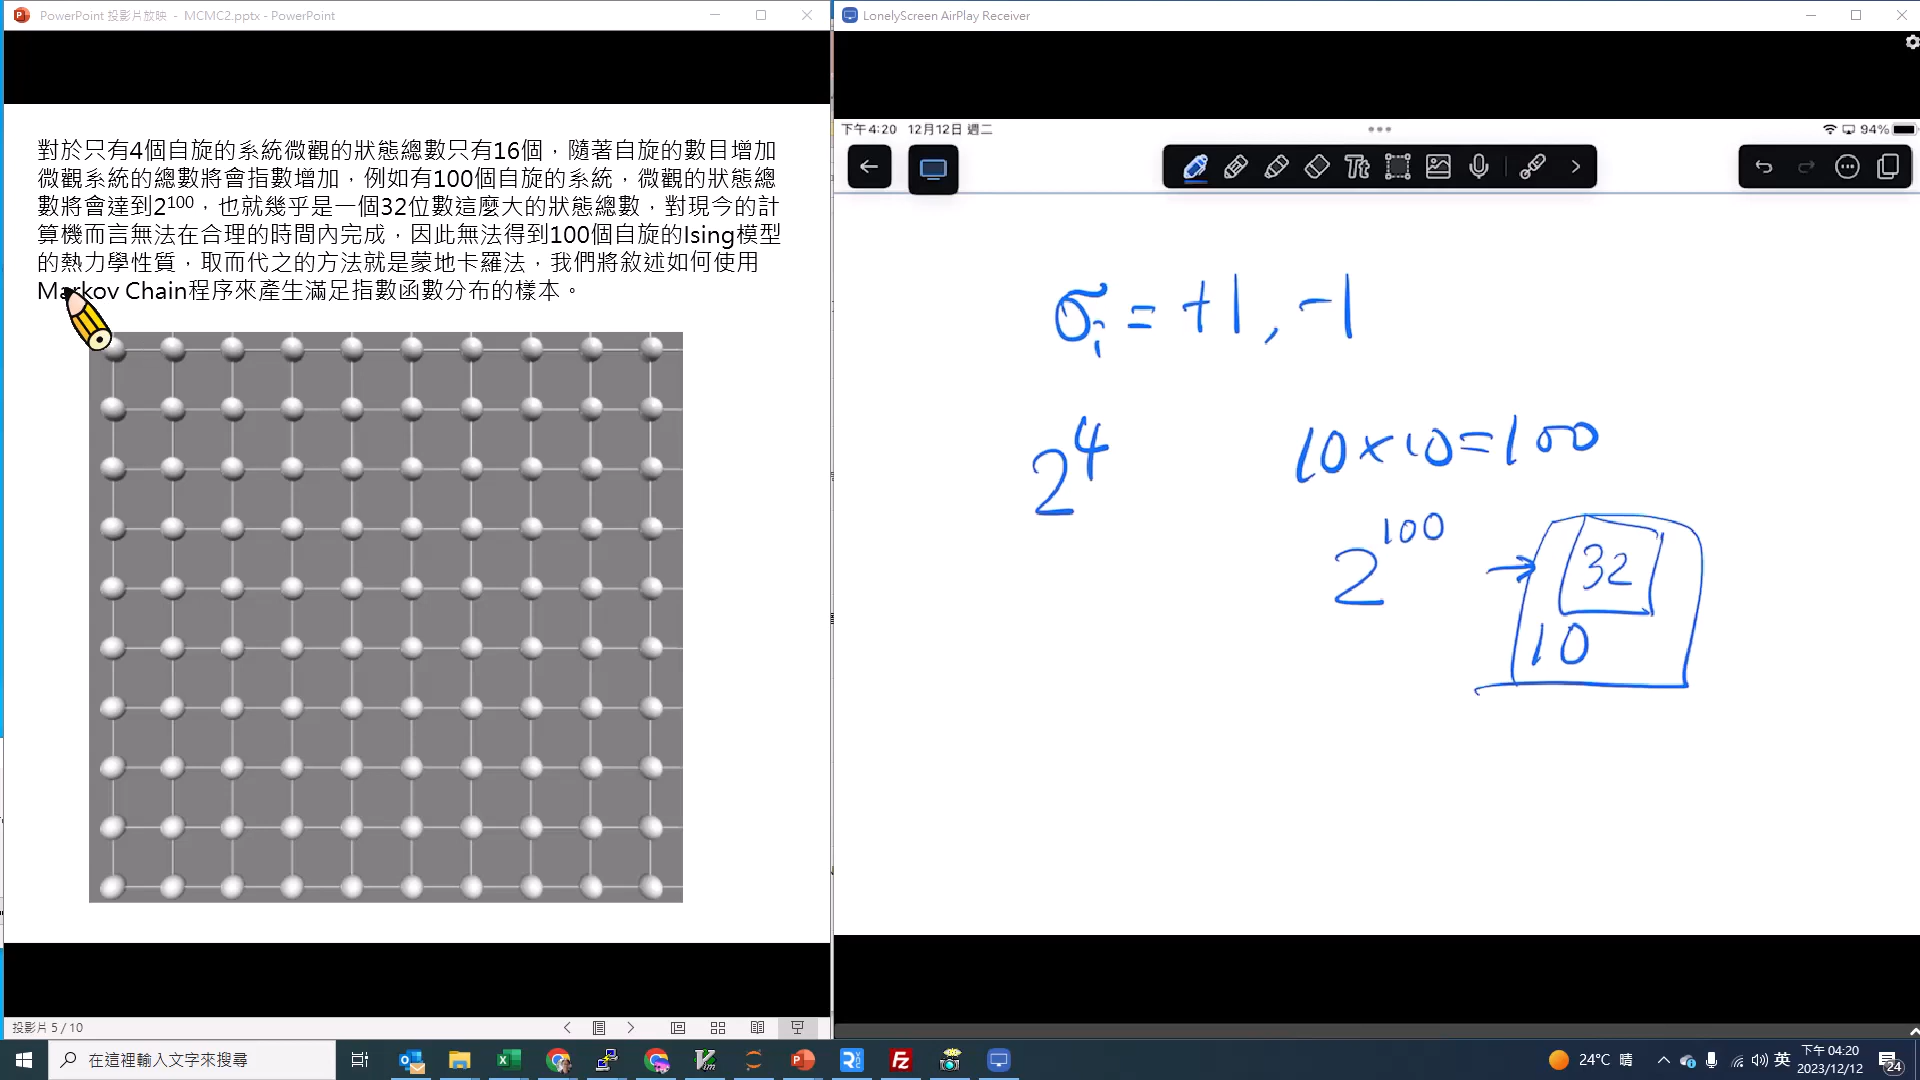 PowerPoint 投影片放映 - MCMC2.pptx - PowerPoint
對於只有4個自旋的系統微觀的狀態總數只有16個，隨著自旋的數目增加
微觀系統的總數將會指數增加，例如有100個自旋的系統，微觀的狀態總
數將會達到2¹⁰⁰，也就幾乎是一個32位數這麼大的狀態總數，對現今的計
算機而言無法在合理的時間內完成，因此無法得到100個自旋的Ising模型
的熱力學性質，取而代之的方法就是蒙地卡羅法，我們將敘述如何使用
Markov Chain程序來產生滿足指數函數分布的樣本。
投影片 5 / 10
LonelyScreen AirPlay Receiver
下午4:20 12月12日 週二
94%
σᵢ = +1, -1
2⁴
10×10=100
2¹⁰⁰ → 10³²
在這裡輸入文字來搜尋
24°C 晴
英
下午 04:20
2023/12/12
24